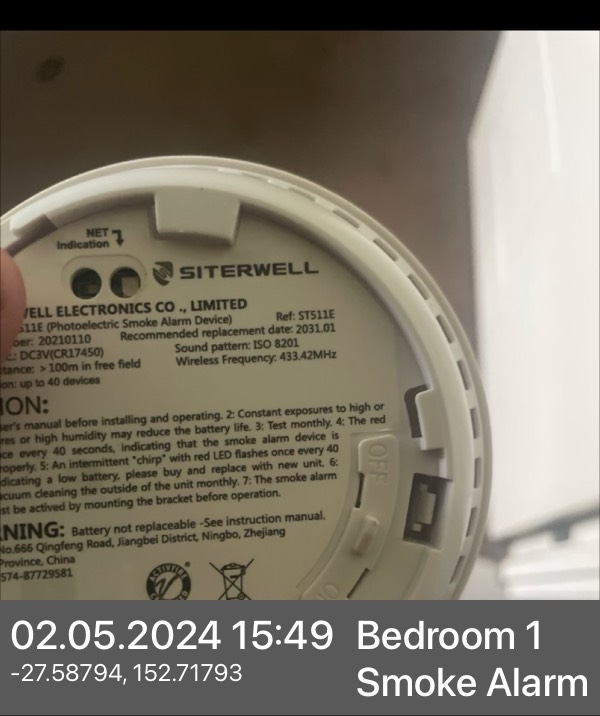 NET
Indication
SITERWELL
WELL ELECTRONICS CO ., LIMITED
511E (Photoelectric Smoke Alarm Device) Ref: ST511E
ber: 20210110 Recommended replacement date: 2031.01
: DC3V(CR17450) Sound pattern: ISO 8201
tance: > 100m in free field Wireless Frequency: 433.42MHz
on: up to 40 devices
ION:
er's manual before installing and operating. 2: Constant exposures to high or
res or high humidity may reduce the battery life. 3: Test monthly. 4: The red
ce every 40 seconds, indicating that the smoke alarm device is
roperly. 5: An intermittent "chirp" with red LED flashes once every 40
dicating a low battery, please buy and replace with new unit. 6:
acuum cleaning the outside of the unit monthly. 7: The smoke alarm
st be actived by mounting the bracket before operation.
RNING: Battery not replaceable -See instruction manual.
No.666 Qingfeng Road, Jiangbei District, Ningbo, Zhejiang
Province, China
574-87729581
OFF
02.05.2024 15:49
-27.58794, 152.71793
Bedroom 1
Smoke Alarm